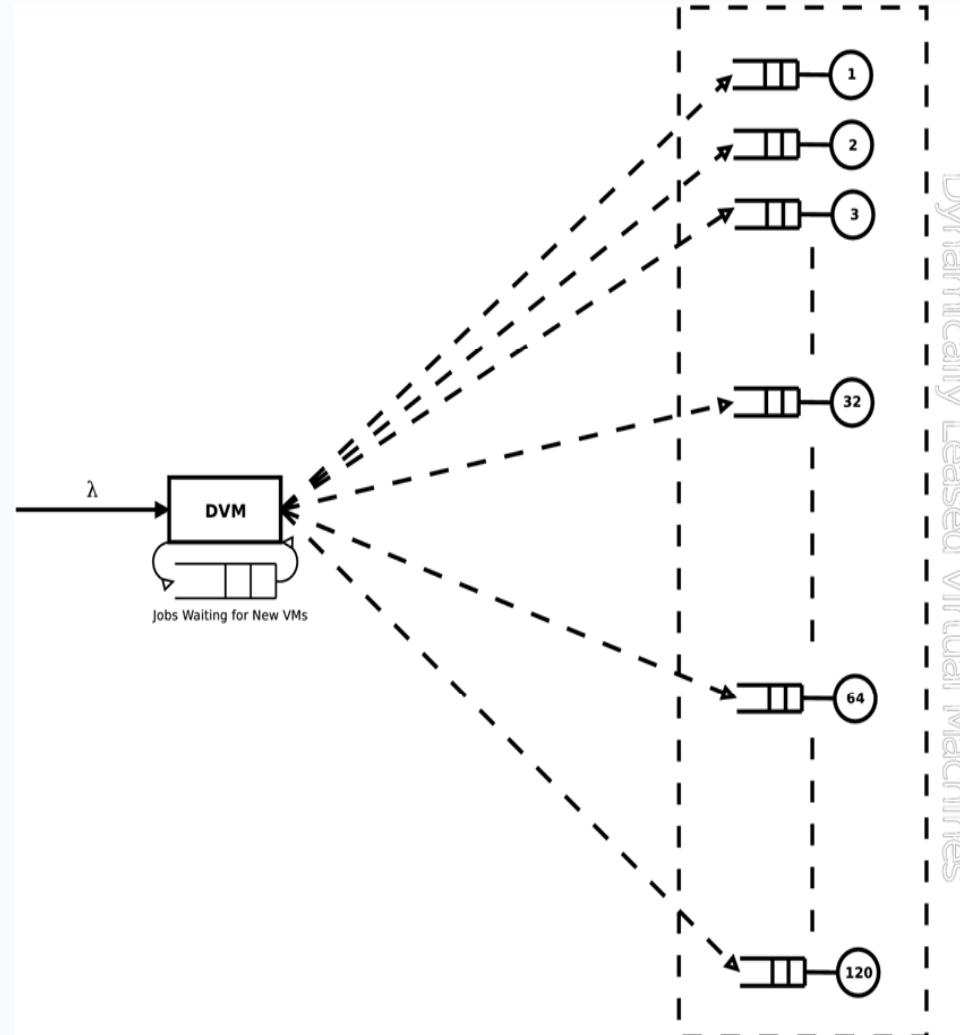 1
2
3
32
λ
DVM
Jobs Waiting for New VMs
64
120
Dynamically Leased Virtual Machines